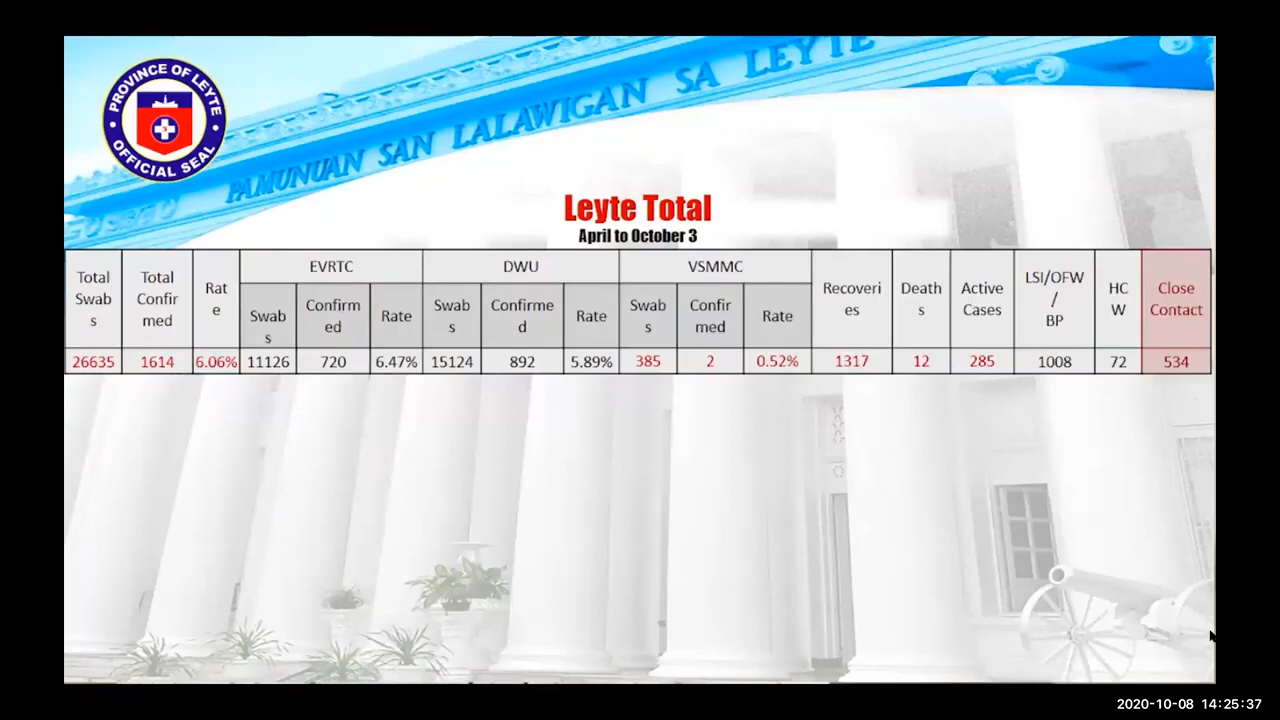 PROVINCE OF LEYTE
OFFICIAL SEAL
PAMUNUAN SAN LALAWIGAN SA LEYTE
Leyte Total
April to October 3
Total Swabs
Total Confirmed
Rate
EVRTC
DWU
VSMMC
Recoveries
Deaths
Active Cases
LSI/OFW/BP
HCW
Close Contact
Swabs
Confirmed
Rate
Swabs
Confirmed
Rate
Swabs
Confirmed
Rate
26635 1614 6.06% 11126 720 6.47% 15124 892 5.89% 385 2 0.52% 1317 12 285 1008 72 534
2020-10-08 14:25:37